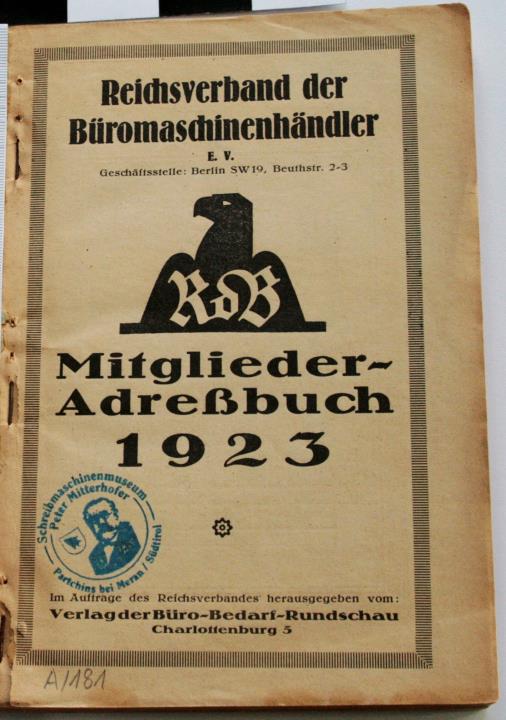 Reichsverband der
Büromaschinenhändler
E. V.
Geschäftsstelle: Berlin SW19, Beuthstr. 2-3
RdB
Mitglieder-
Adreßbuch
1923
Schreibmaschinenmuseum
Peter Mitterhofer
Partschins bei Meran / Südtirol
Im Auftrage des Reichsverbandes herausgegeben vom:
Verlag der Büro-Bedarf-Rundschau
Charlottenburg 5
A/181